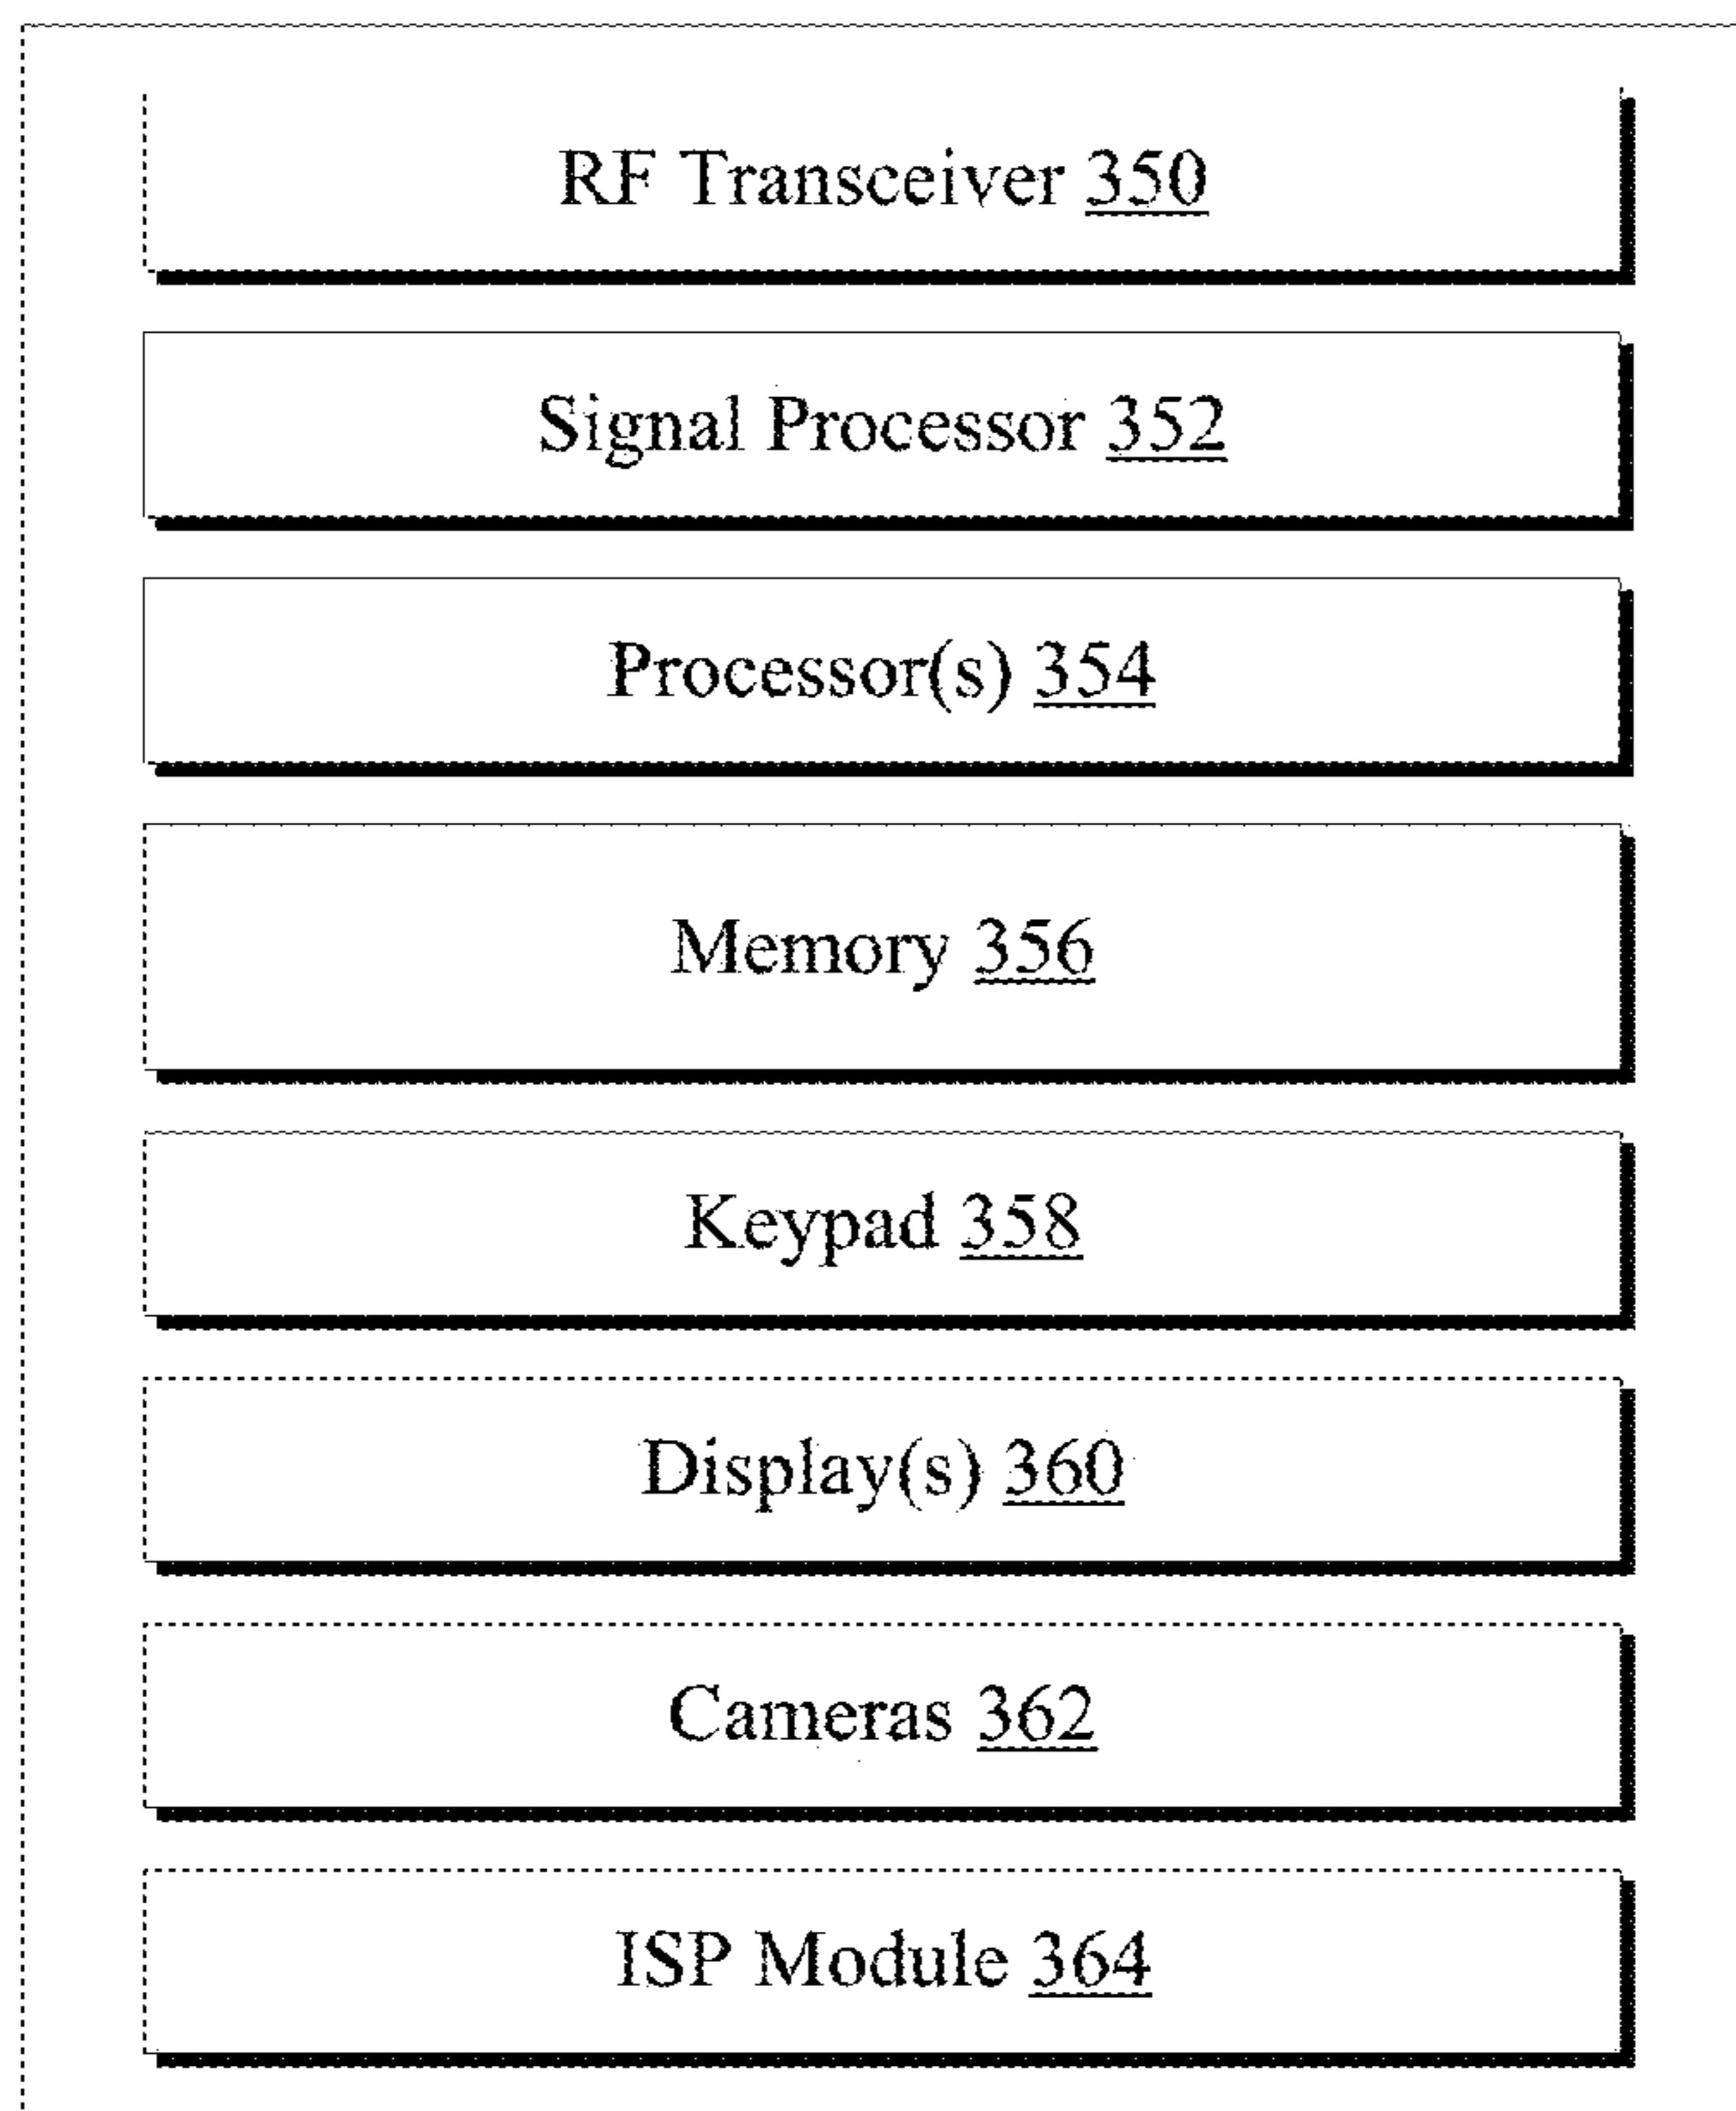 RF Transceiver 350
Signal Processor 352
Processor(s) 354
Memory 356
Keypad 358
Display(s) 360
Cameras 362
ISP Module 364